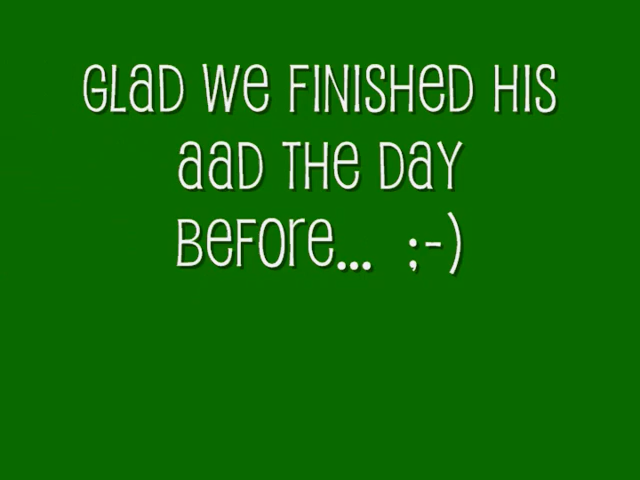 GLaD We FINISHeD HIS
aaD THe Day
BeFORe... ;-)